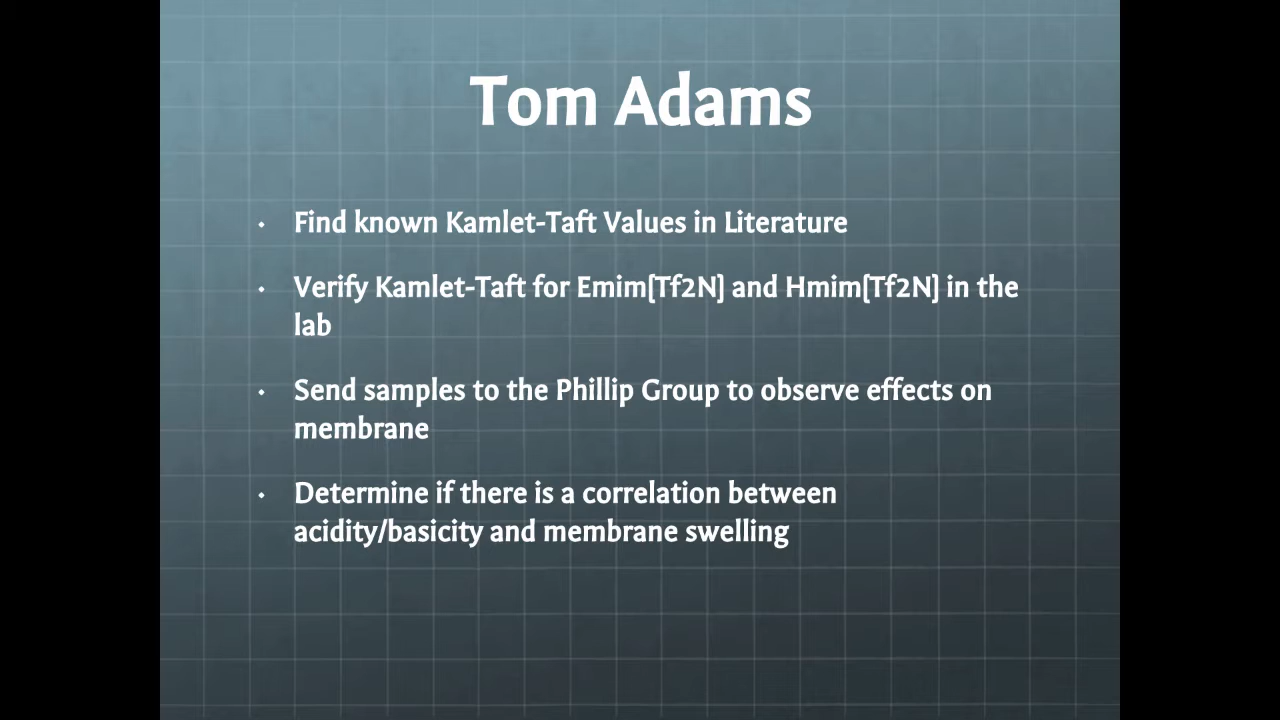 Tom Adams
• Find known Kamlet-Taft Values in Literature
• Verify Kamlet-Taft for Emim[Tf2N] and Hmim[Tf2N] in the
lab
• Send samples to the Phillip Group to observe effects on
membrane
• Determine if there is a correlation between
acidity/basicity and membrane swelling